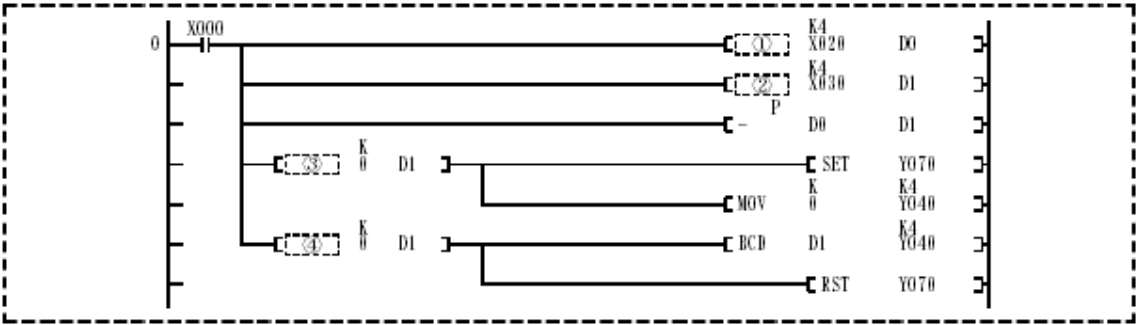 X000
K4
0 ① X020 D0
K4
② X030 D1
P
- D0 D1
K
③ 0 D1 SET Y070
K K4
MOV 0 Y040
K K4
④ 0 D1 BCD D1 Y040
RST Y070